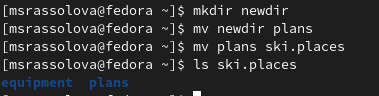 [msrassolova@fedora ~]$ mkdir newdir
[msrassolova@fedora ~]$ mv newdir plans
[msrassolova@fedora ~]$ mv plans ski.places
[msrassolova@fedora ~]$ ls ski.places
equipment  plans